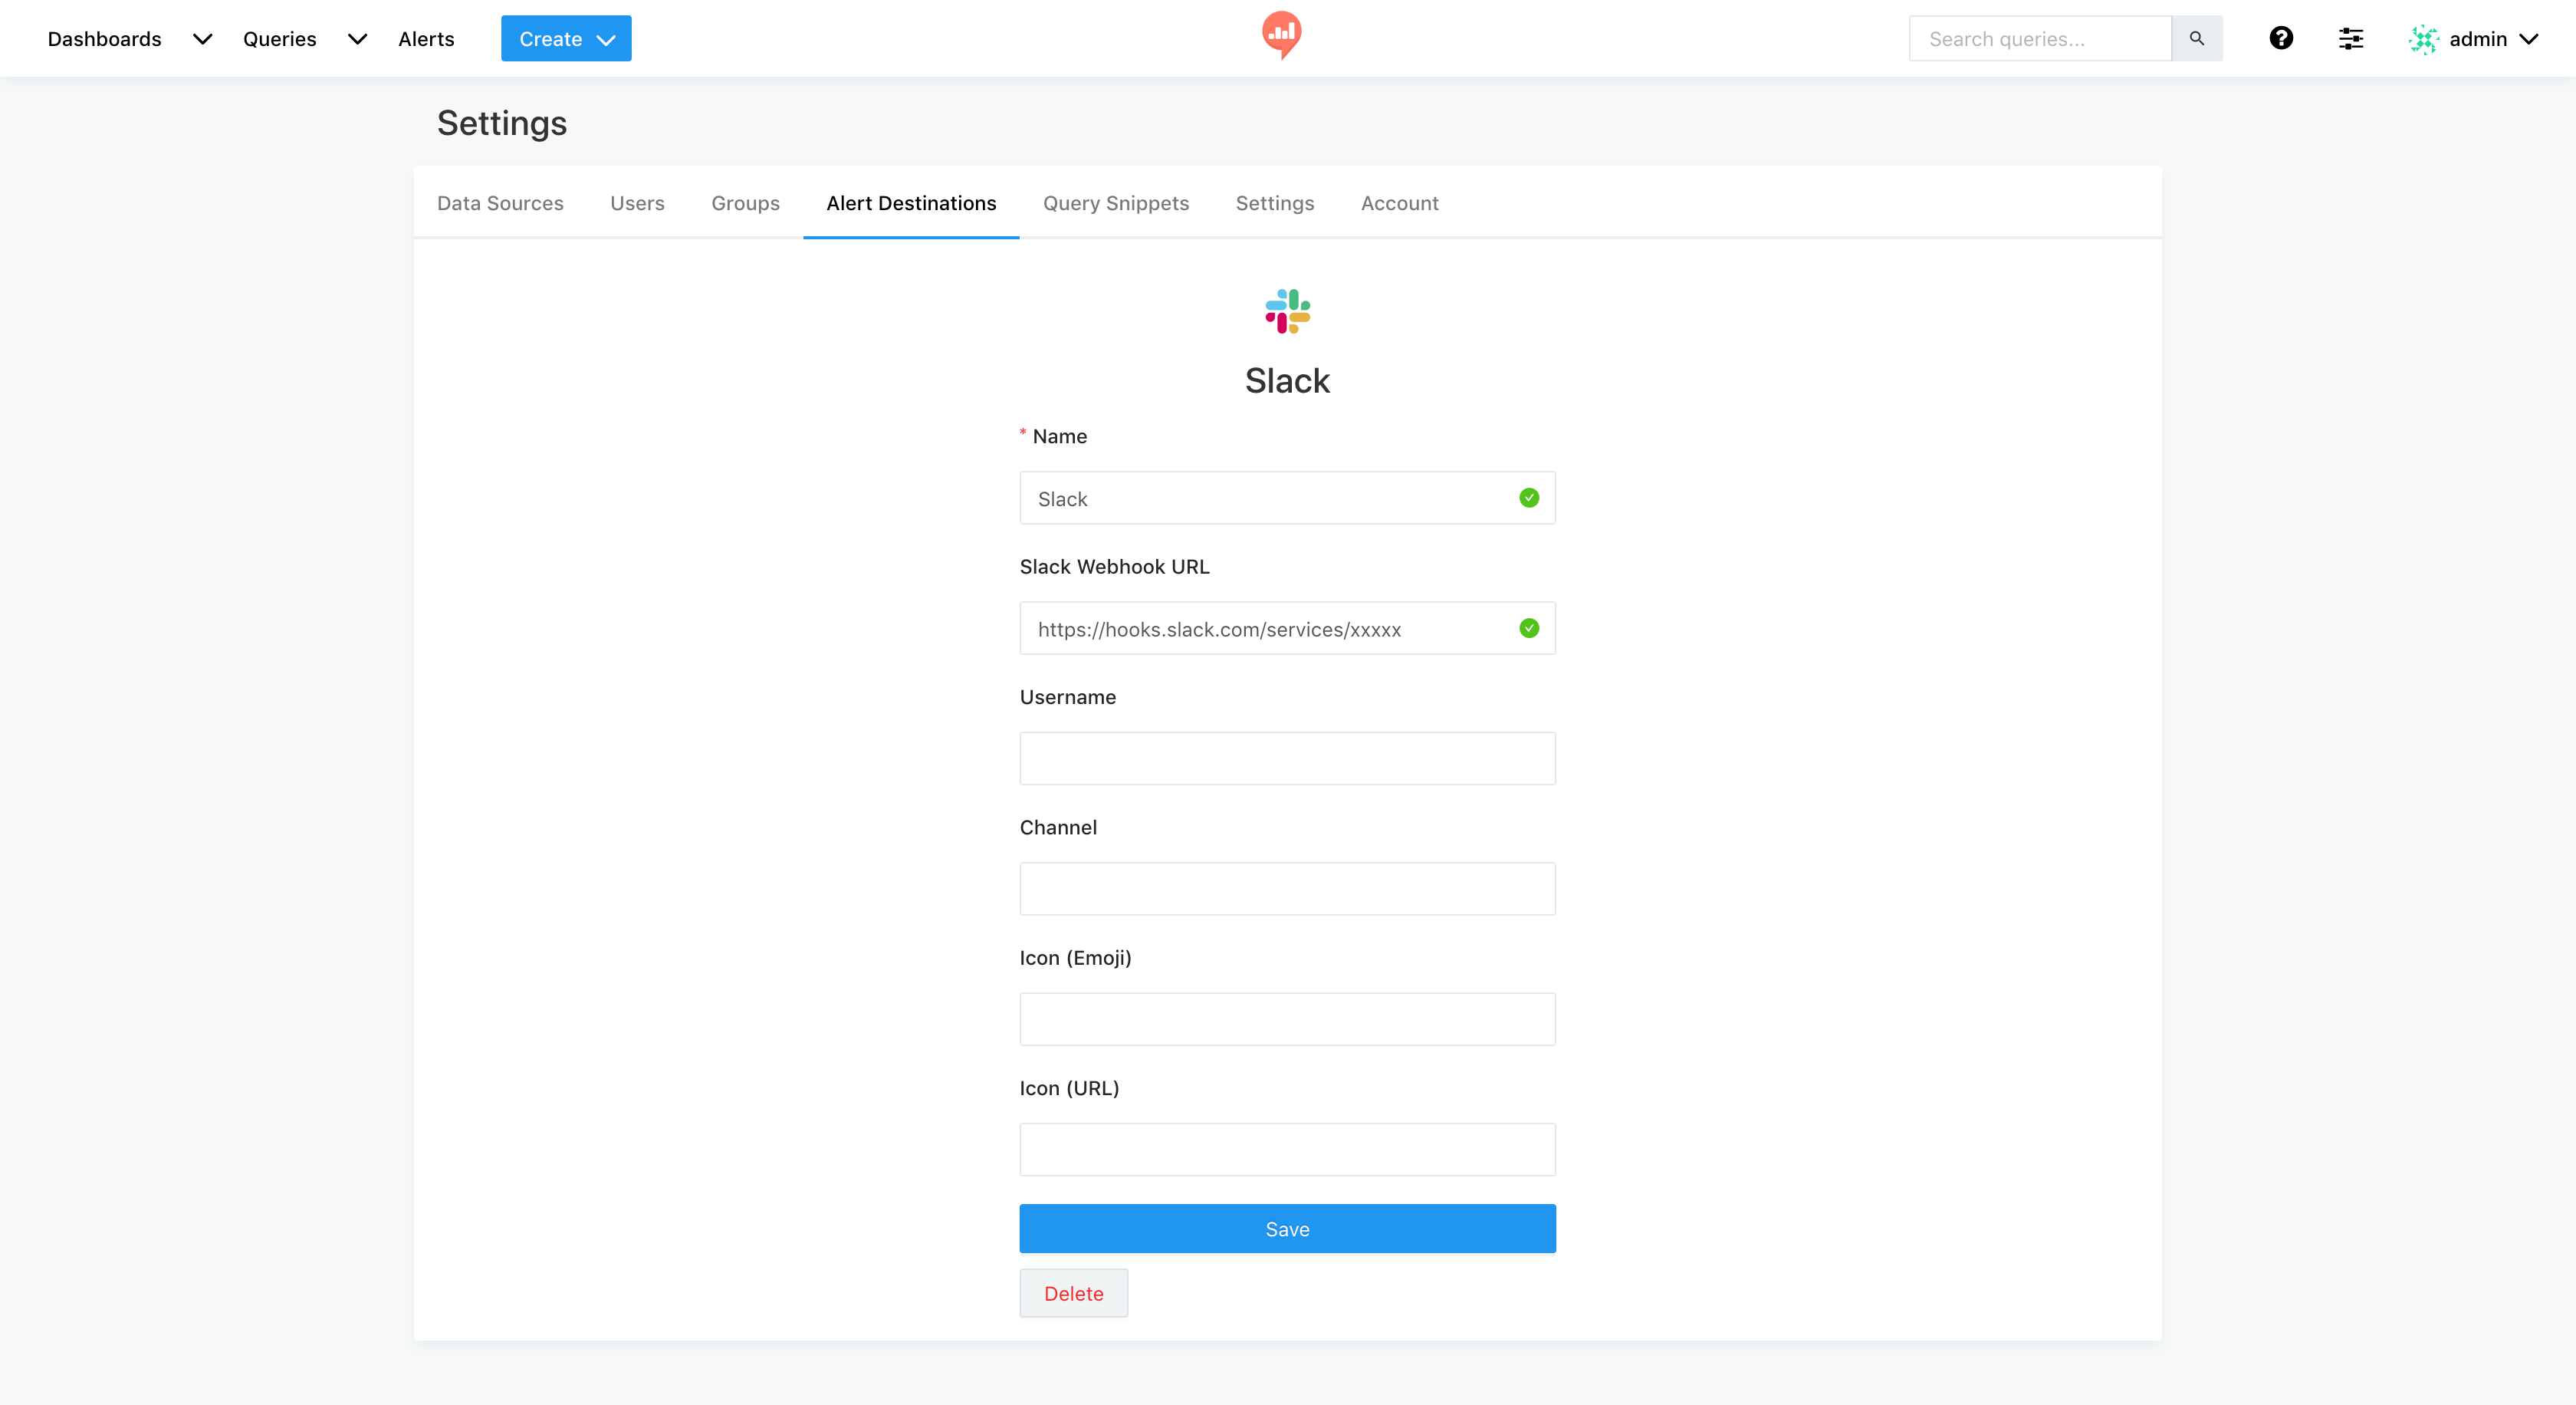 Dashboards Queries Alerts Create Search queries... admin
Settings
Data Sources Users Groups Alert Destinations Query Snippets Settings Account
Slack
* Name
Slack
Slack Webhook URL
https://hooks.slack.com/services/xxxxx
Username
Channel
Icon (Emoji)
Icon (URL)
Save
Delete